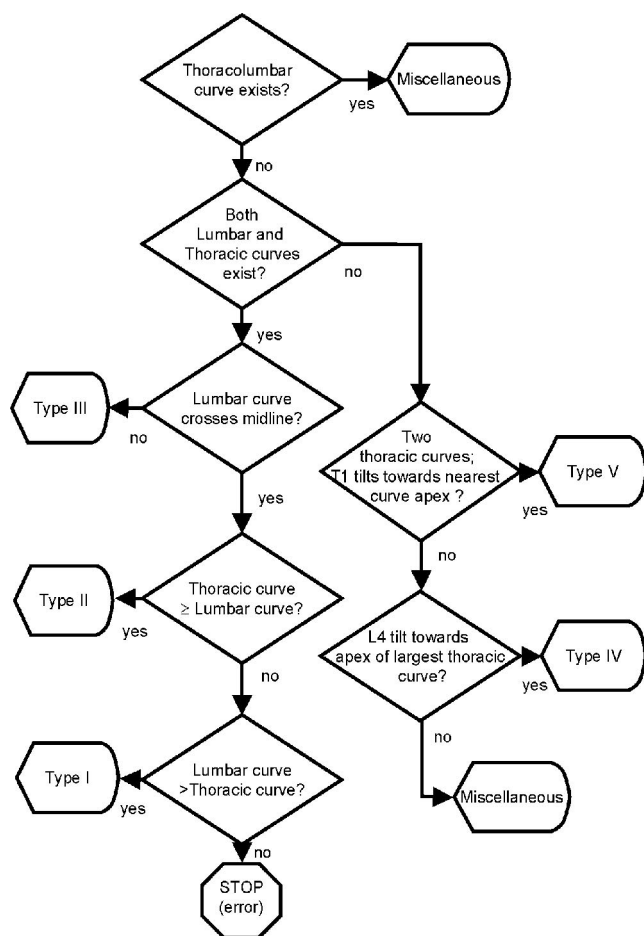 Thoracolumbar
curve exists?
yes
Miscellaneous
no
Both
Lumbar and
Thoracic curves
exist?
no
yes
Lumbar curve
crosses midline?
Type III
no
yes
Two
thoracic curves;
T1 tilts towards nearest
curve apex ?
Type V
yes
no
Thoracic curve
≥ Lumbar curve?
Type II
yes
no
L4 tilt towards
apex of largest thoracic
curve?
Type IV
yes
no
Miscellaneous
Lumbar curve
>Thoracic curve?
Type I
yes
no
STOP
(error)